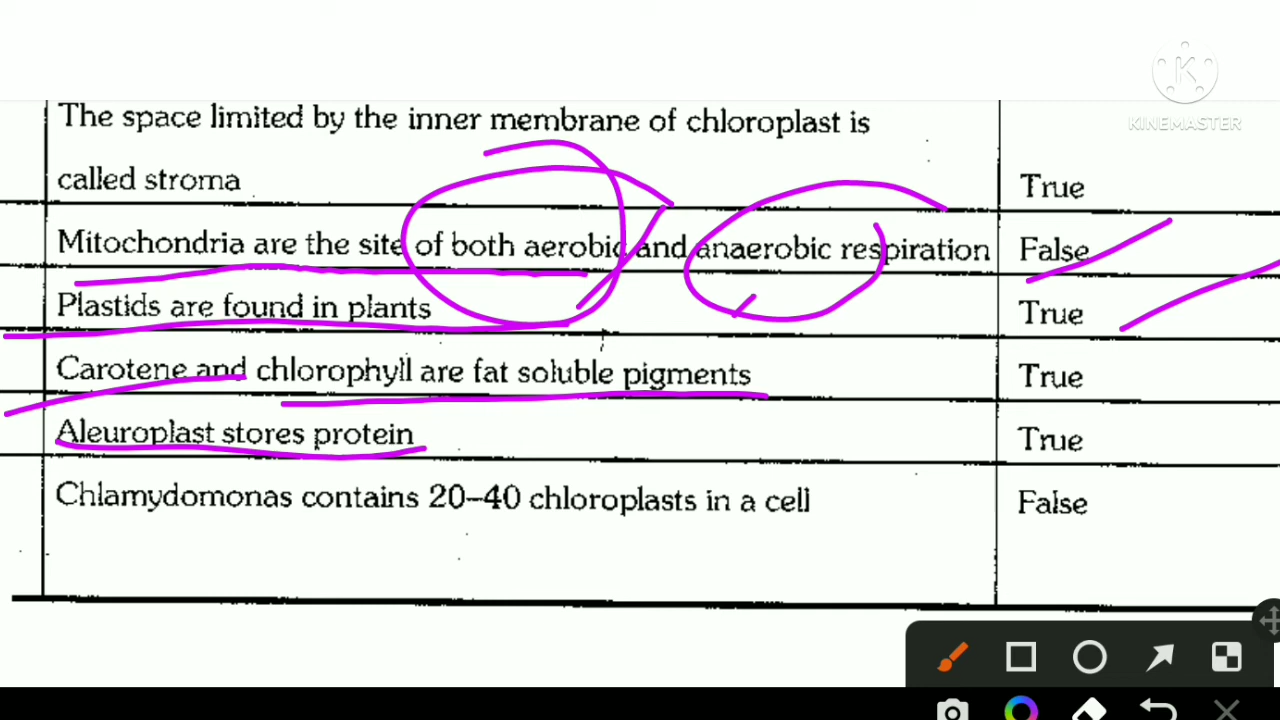 KINEMASTER
The space limited by the inner membrane of chloroplast is
called stroma True
Mitochondria are the site of both aerobic and anaerobic respiration False
Plastids are found in plants True
Carotene and chlorophyll are fat soluble pigments True
Aleuroplast stores protein True
Chlamydomonas contains 20–40 chloroplasts in a cell False